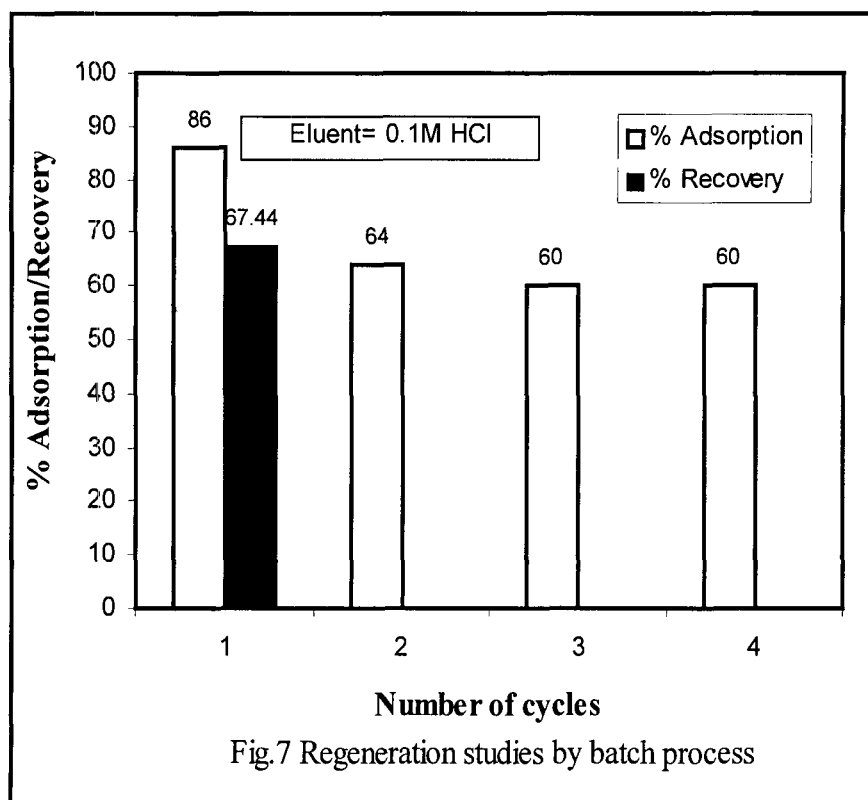 100
90
80
70
60
50
40
30
20
10
0
% Adsorption/Recovery
86
67.44
64
60
60
Eluent= 0.1M HCl
% Adsorption
% Recovery
1 2 3 4
Number of cycles
Fig.7 Regeneration studies by batch process